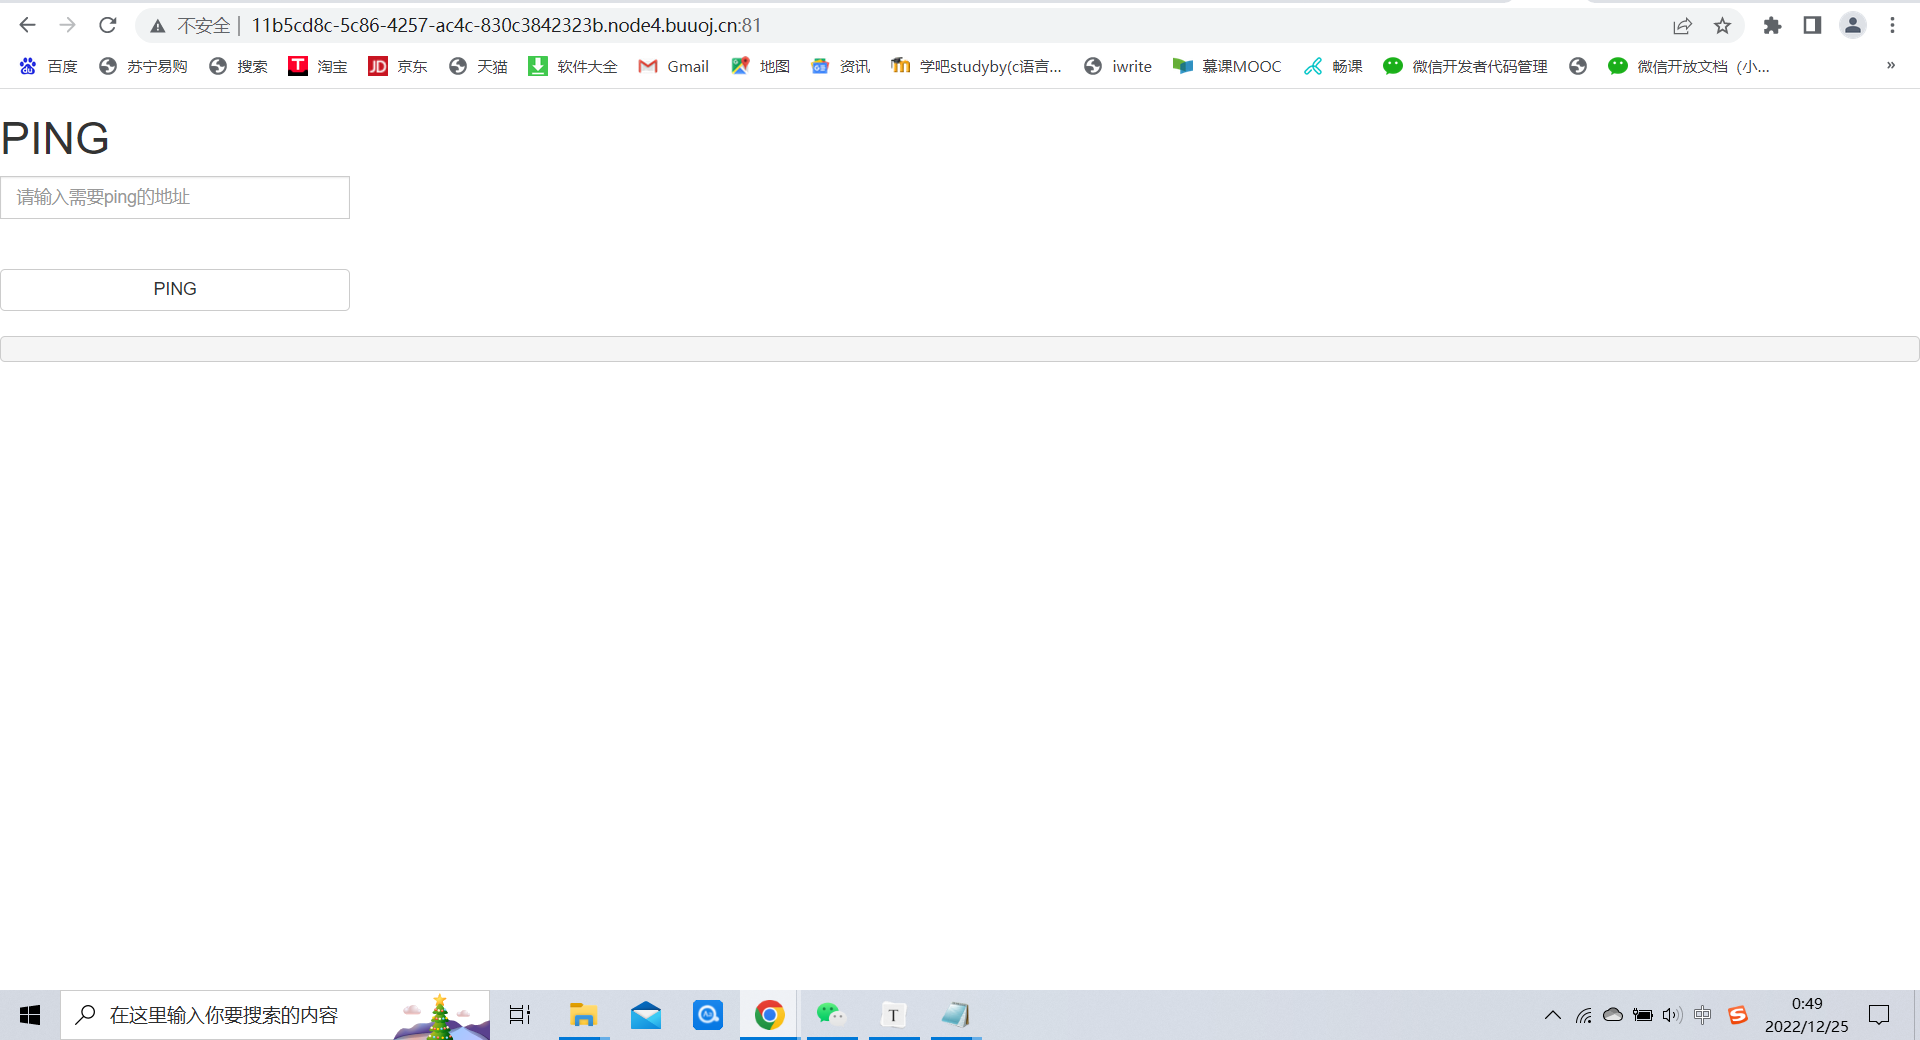 不安全 | 11b5cd8c-5c86-4257-ac4c-830c3842323b.node4.buuoj.cn:81
百度 苏宁易购 搜索 淘宝 京东 天猫 软件大全 Gmail 地图 资讯 学吧studyby(c语言... iwrite 慕课MOOC 畅课 微信开发者代码管理 微信开放文档（小... »
PING
请输入需要ping的地址
PING
在这里输入你要搜索的内容
中
0:49
2022/12/25